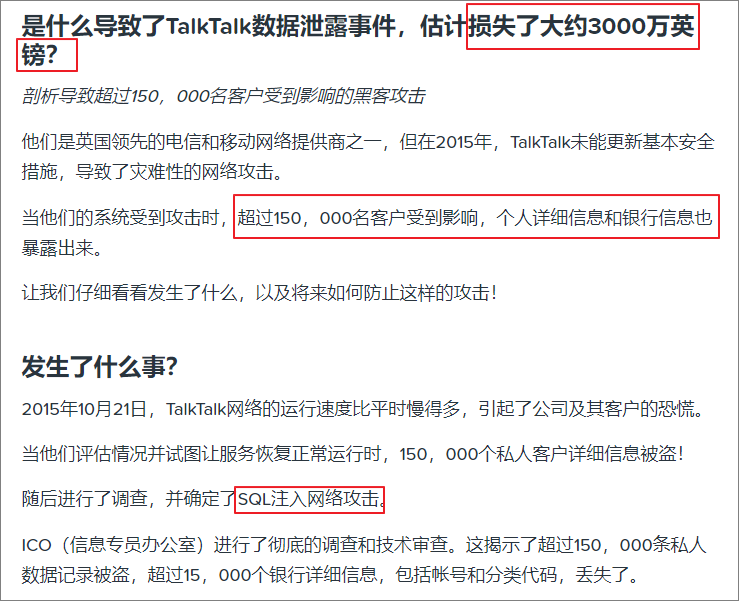 是什么导致了TalkTalk数据泄露事件，估计损失了大约3000万英
镑？
剖析导致超过150，000名客户受到影响的黑客攻击
他们是英国领先的电信和移动网络提供商之一，但在2015年，TalkTalk未能更新基本安全
措施，导致了灾难性的网络攻击。
当他们的系统受到攻击时，超过150，000名客户受到影响，个人详细信息和银行信息也
暴露出来。
让我们仔细看看发生了什么，以及将来如何防止这样的攻击！
发生了什么事？
2015年10月21日，TalkTalk网络的运行速度比平时慢得多，引起了公司及其客户的恐慌。
当他们评估情况并试图让服务恢复正常运行时，150，000个私人客户详细信息被盗！
随后进行了调查，并确定了SQL注入网络攻击。
ICO（信息专员办公室）进行了彻底的调查和技术审查。这揭示了超过150，000条私人
数据记录被盗，超过15，000个银行详细信息，包括帐号和分类代码，丢失了。